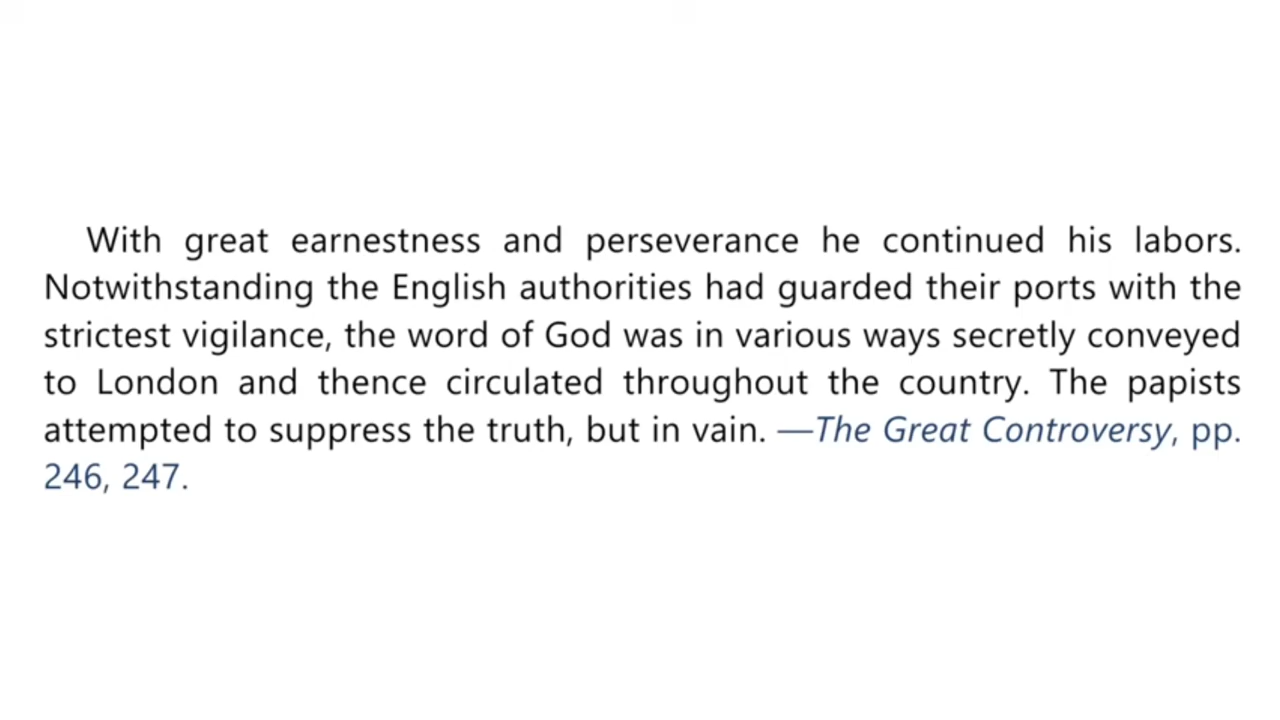 With great earnestness and perseverance he continued his labors.
Notwithstanding the English authorities had guarded their ports with the
strictest vigilance, the word of God was in various ways secretly conveyed
to London and thence circulated throughout the country. The papists
attempted to suppress the truth, but in vain. —The Great Controversy, pp.
246, 247.